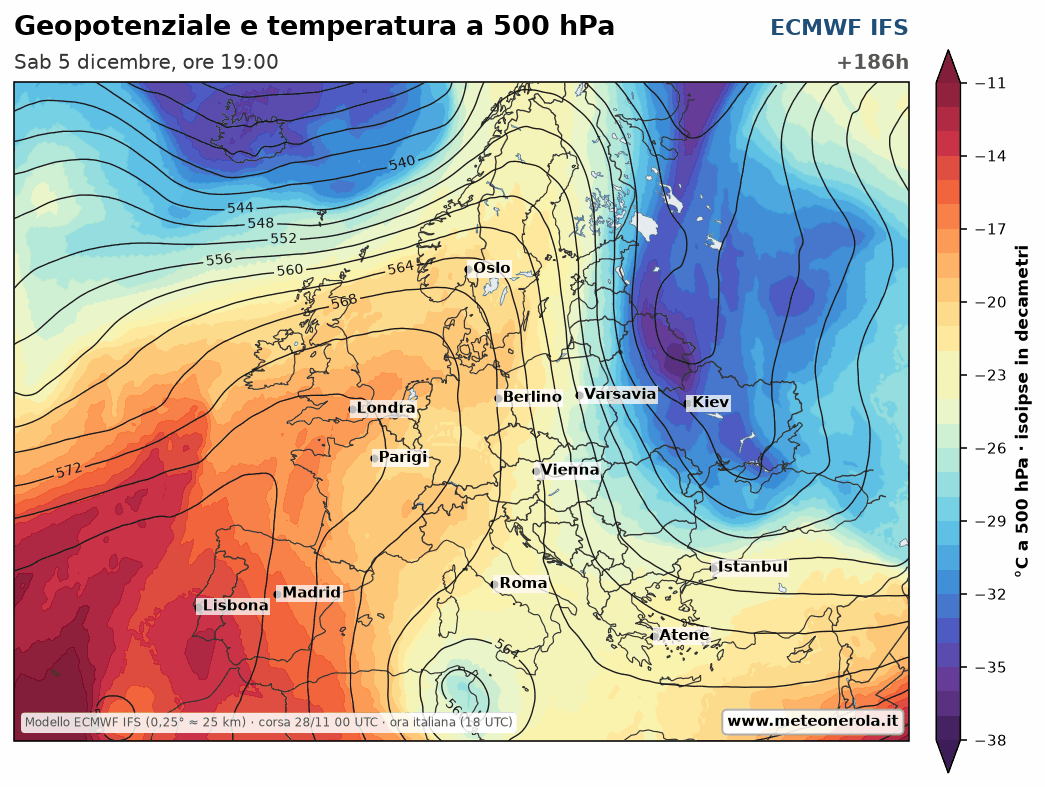 Geopotenziale e temperatura a 500 hPa
ECMWF IFS
Sab 5 dicembre, ore 19:00
+186h
540
544
548
552
556
560
564
568
572
564
Oslo
Londra
Berlino
Varsavia
Kiev
Parigi
Vienna
Istanbul
Roma
Madrid
Lisbona
Atene
Modello ECMWF IFS (0,25° ≈ 25 km) · corsa 28/11 00 UTC · ora italiana (18 UTC)
www.meteonerola.it
−11
−14
−17
−20
−23
−26
−29
−32
−35
−38
°C a 500 hPa · isoipse in decametri